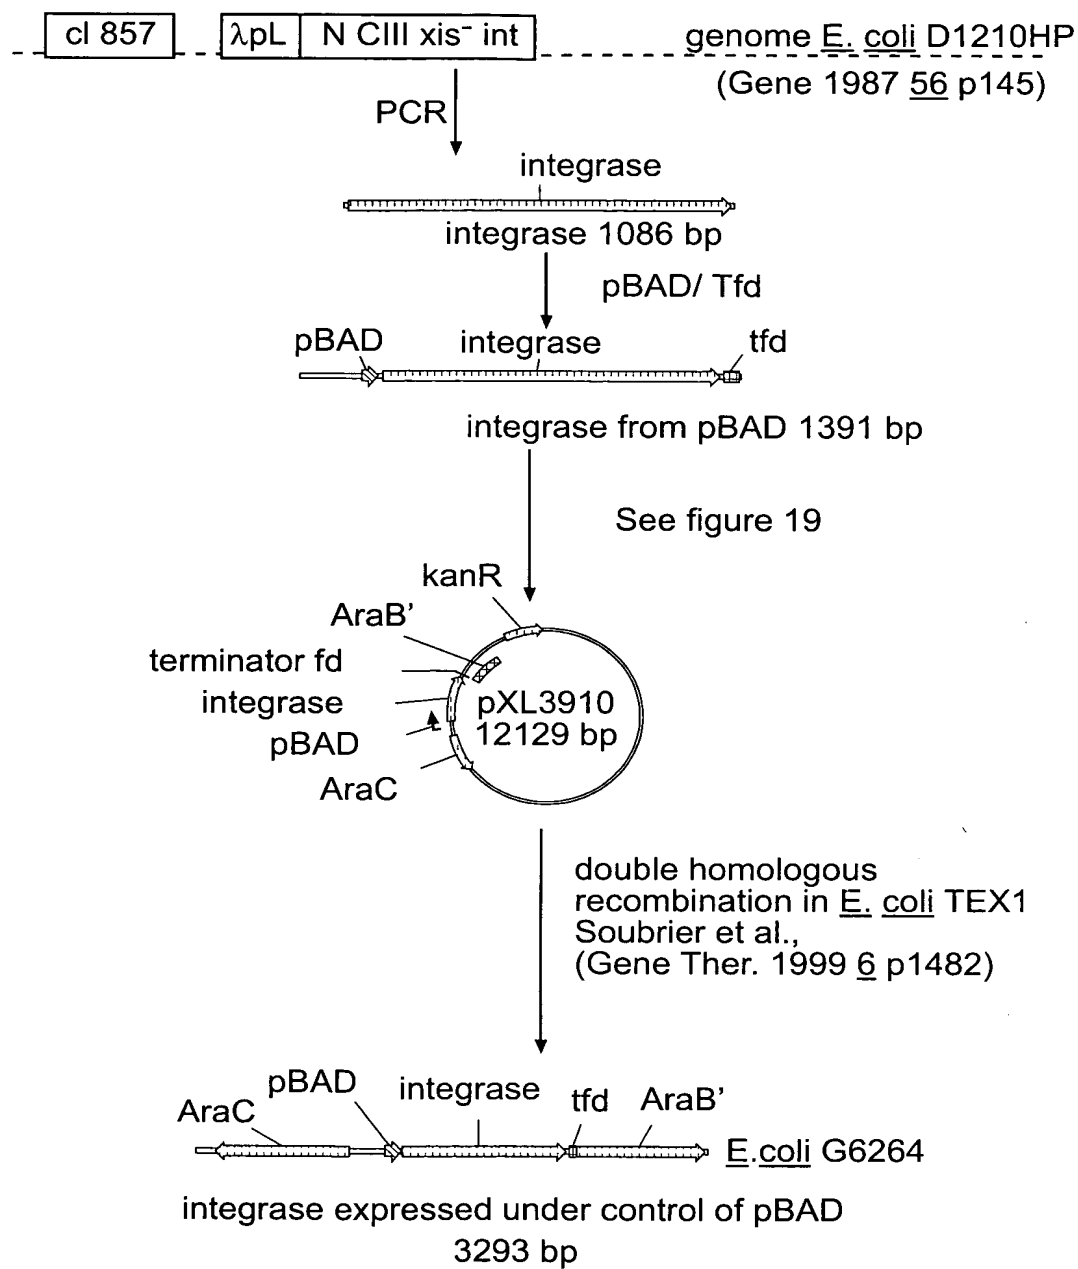 cI 857
λpL
N CIII xis⁻ int
genome E. coli D1210HP
(Gene 1987 56 p145)
PCR
integrase
integrase 1086 bp
pBAD/ Tfd
pBAD
integrase
tfd
integrase from pBAD 1391 bp
See figure 19
kanR
AraB’
terminator fd
integrase
pBAD
AraC
pXL3910
12129 bp
double homologous
recombination in E. coli TEX1
Soubrier et al.,
(Gene Ther. 1999 6 p1482)
AraC
pBAD
integrase
tfd
AraB’
E.coli G6264
integrase expressed under control of pBAD
3293 bp